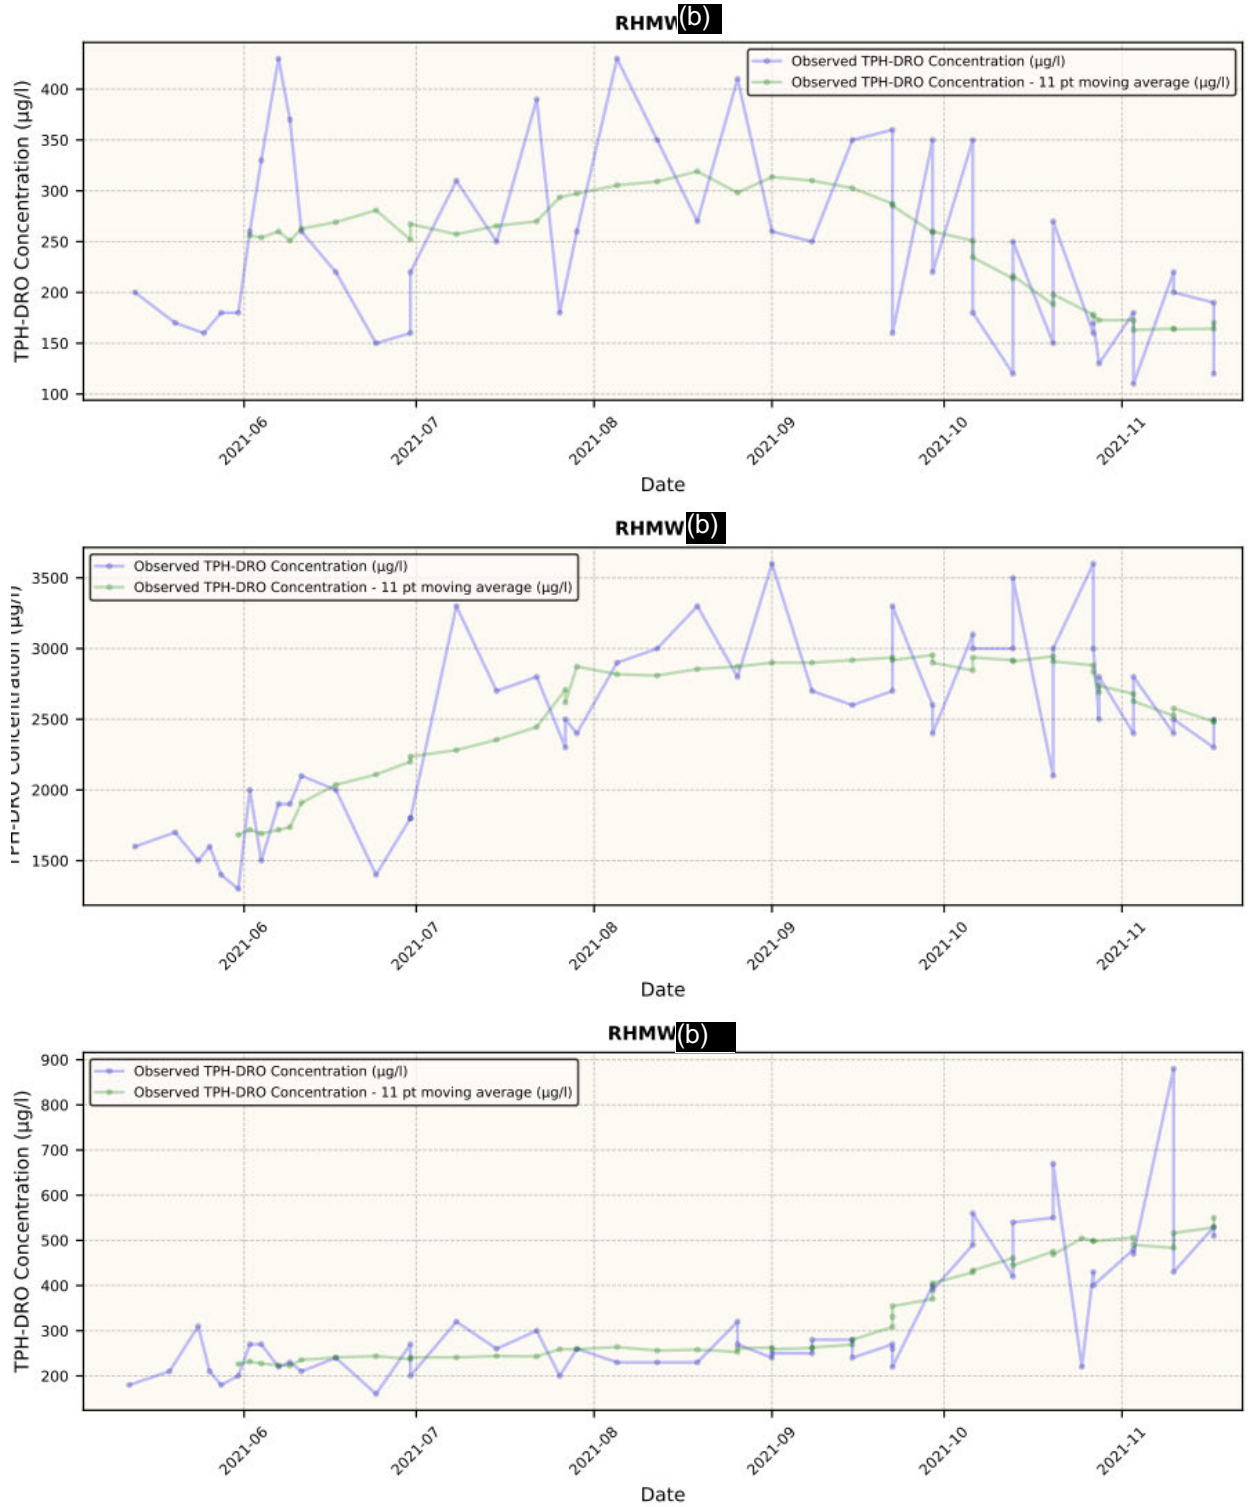 RHMW(b)
Observed TPH-DRO Concentration (µg/l)
Observed TPH-DRO Concentration - 11 pt moving average (µg/l)
TPH-DRO Concentration (µg/l)
400
350
300
250
200
150
100
2021-06
2021-07
2021-08
2021-09
2021-10
2021-11
Date
RHMW(b)
Observed TPH-DRO Concentration (µg/l)
Observed TPH-DRO Concentration - 11 pt moving average (µg/l)
TPH-DRO Concentration (µg/l)
3500
3000
2500
2000
1500
2021-06
2021-07
2021-08
2021-09
2021-10
2021-11
Date
RHMW(b)
Observed TPH-DRO Concentration (µg/l)
Observed TPH-DRO Concentration - 11 pt moving average (µg/l)
TPH-DRO Concentration (µg/l)
900
800
700
600
500
400
300
200
2021-06
2021-07
2021-08
2021-09
2021-10
2021-11
Date